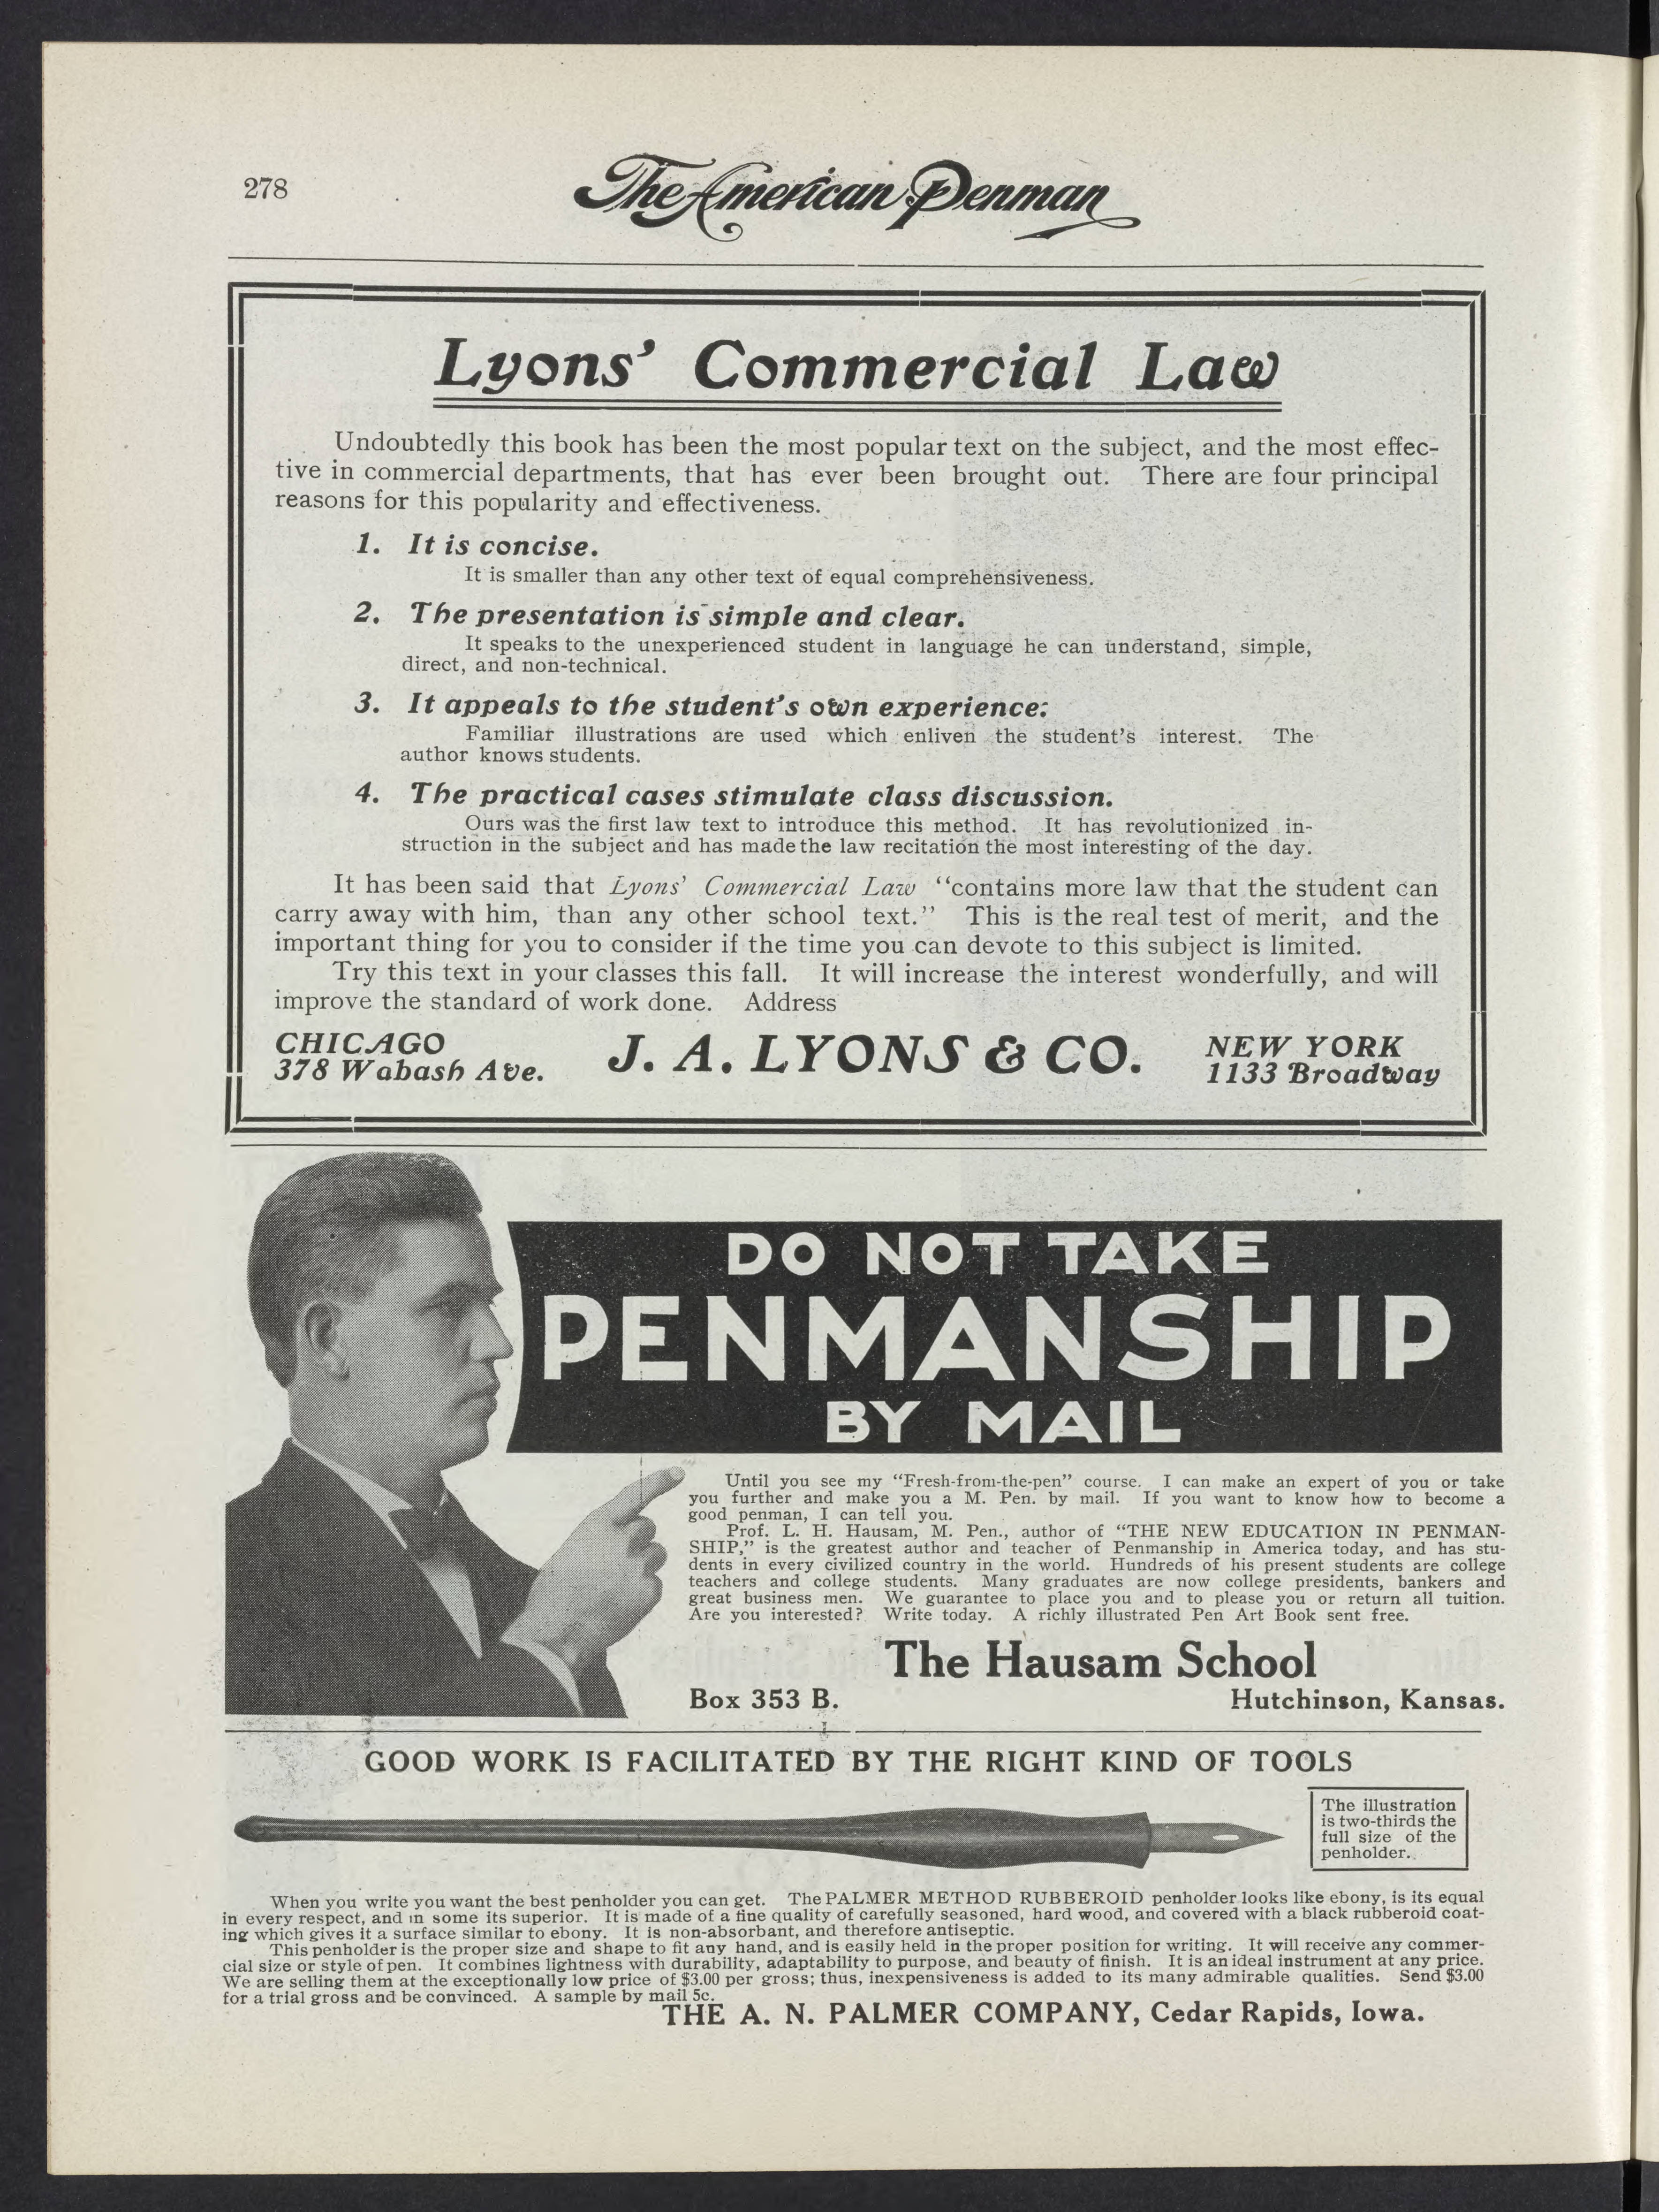 278
The American Penman
Lyons' Commercial Law
Undoubtedly this book has been the most popular text on the subject, and the most effec-
tive in commercial departments, that has ever been brought out. There are four principal
reasons for this popularity and effectiveness.
1. It is concise.
It is smaller than any other text of equal comprehensiveness.
2. The presentation is simple and clear.
It speaks to the unexperienced student in language he can understand, simple,
direct, and non-technical.
3. It appeals to the student's own experience:
Familiar illustrations are used which enliven the student's interest. The
author knows students.
4. The practical cases stimulate class discussion.
Ours was the first law text to introduce this method. It has revolutionized in-
struction in the subject and has made the law recitation the most interesting of the day.
It has been said that Lyons' Commercial Law “contains more law that the student can
carry away with him, than any other school text.” This is the real test of merit, and the
important thing for you to consider if the time you can devote to this subject is limited.
Try this text in your classes this fall. It will increase the interest wonderfully, and will
improve the standard of work done. Address
CHICAGO
378 Wabash Ave.
J. A. LYONS & CO.
NEW YORK
1133 Broadway
DO NOT TAKE
PENMANSHIP
BY MAIL
Until you see my “Fresh-from-the-pen” course. I can make an expert of you or take
you further and make you a M. Pen. by mail. If you want to know how to become a
good penman, I can tell you.
Prof. L. H. Hausam, M. Pen., author of “THE NEW EDUCATION IN PENMAN-
SHIP,” is the greatest author and teacher of Penmanship in America today, and has stu-
dents in every civilized country in the world. Hundreds of his present students are college
teachers and college students. Many graduates are now college presidents, bankers and
great business men. We guarantee to place you and to please you or return all tuition.
Are you interested? Write today. A richly illustrated Pen Art Book sent free.
The Hausam School
Box 353 B. Hutchinson, Kansas.
GOOD WORK IS FACILITATED BY THE RIGHT KIND OF TOOLS
The illustration
is two-thirds the
full size of the
penholder.
When you write you want the best penholder you can get. The PALMER METHOD RUBBEROID penholder looks like ebony, is its equal
in every respect, and in some its superior. It is made of a fine quality of carefully seasoned, hard wood, and covered with a black rubberoid coat-
ing which gives it a surface similar to ebony. It is non-absorbant, and therefore antiseptic.
This penholder is the proper size and shape to fit any hand, and is easily held in the proper position for writing. It will receive any commer-
cial size or style of pen. It combines lightness with durability, adaptability to purpose, and beauty of finish. It is an ideal instrument at any price.
We are selling them at the exceptionally low price of $3.00 per gross; thus, inexpensiveness is added to its many admirable qualities. Send $3.00
for a trial gross and be convinced. A sample by mail 5c.
THE A. N. PALMER COMPANY, Cedar Rapids, Iowa.